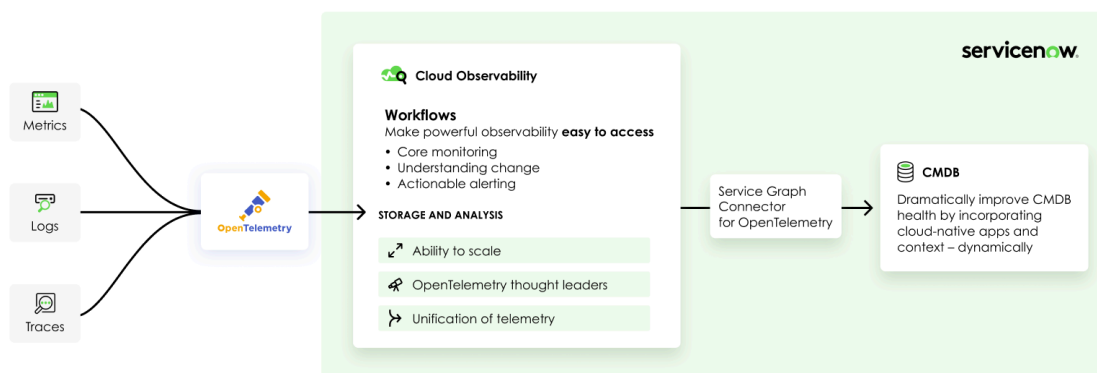 servicenow.
Metrics
Logs
Traces
OpenTelemetry
Cloud Observability
Workflows
Make powerful observability easy to access
• Core monitoring
• Understanding change
• Actionable alerting
STORAGE AND ANALYSIS
Ability to scale
OpenTelemetry thought leaders
Unification of telemetry
Service Graph
Connector
for OpenTelemetry
CMDB
Dramatically improve CMDB
health by incorporating
cloud-native apps and
context – dynamically